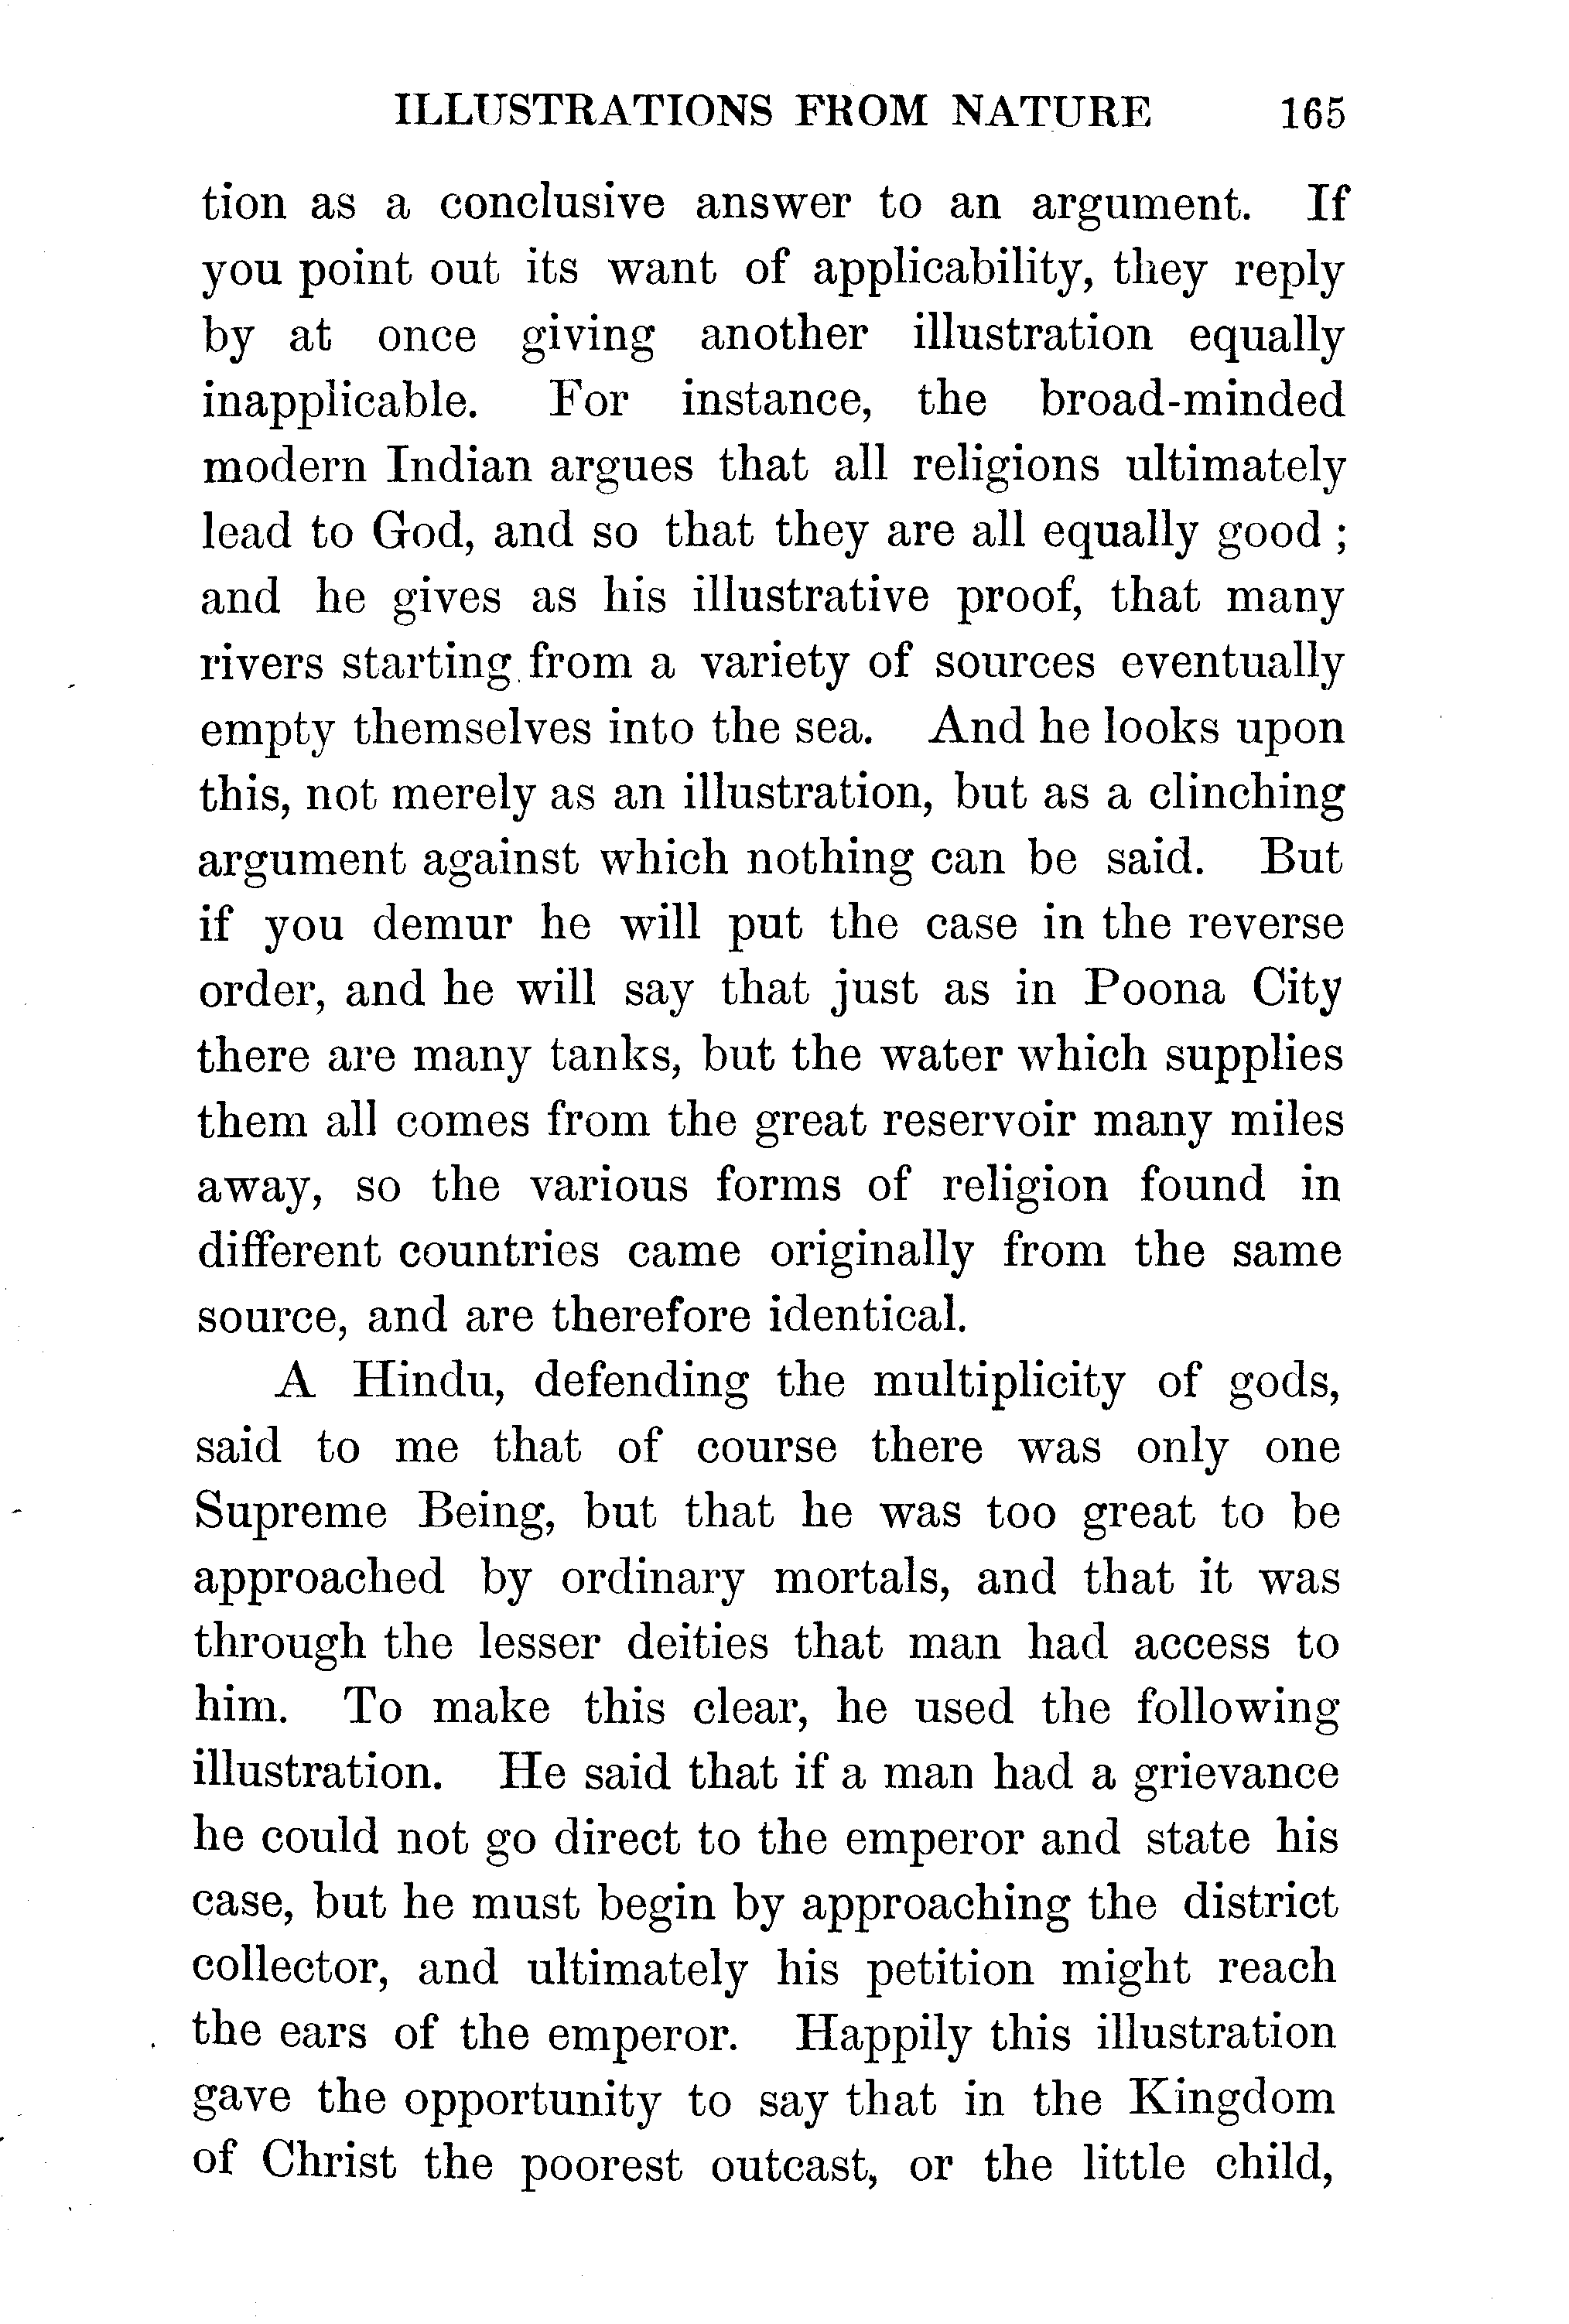 ILLUSTRATIONS FROM NATURE 165
tion as a conclusive answer to an argument. If
you point out its want of applicability, they reply
by at once giving another illustration equally
inapplicable. For instance, the broad-minded
modern Indian argues that all religions ultimately
lead to God, and so that they are all equally good ;
and he gives as his illustrative proof, that many
rivers starting from a variety of sources eventually
empty themselves into the sea. And he looks upon
this, not merely as an illustration, but as a clinching
argument against which nothing can be said. But
if you demur he will put the case in the reverse
order, and he will say that just as in Poona City
there are many tanks, but the water which supplies
them all comes from the great reservoir many miles
away, so the various forms of religion found in
different countries came originally from the same
source, and are therefore identical.
A Hindu, defending the multiplicity of gods,
said to me that of course there was only one
Supreme Being, but that he was too great to be
approached by ordinary mortals, and that it was
through the lesser deities that man had access to
him. To make this clear, he used the following
illustration. He said that if a man had a grievance
he could not go direct to the emperor and state his
case, but he must begin by approaching the district
collector, and ultimately his petition might reach
the ears of the emperor. Happily this illustration
gave the opportunity to say that in the Kingdom
of Christ the poorest outcast, or the little child,